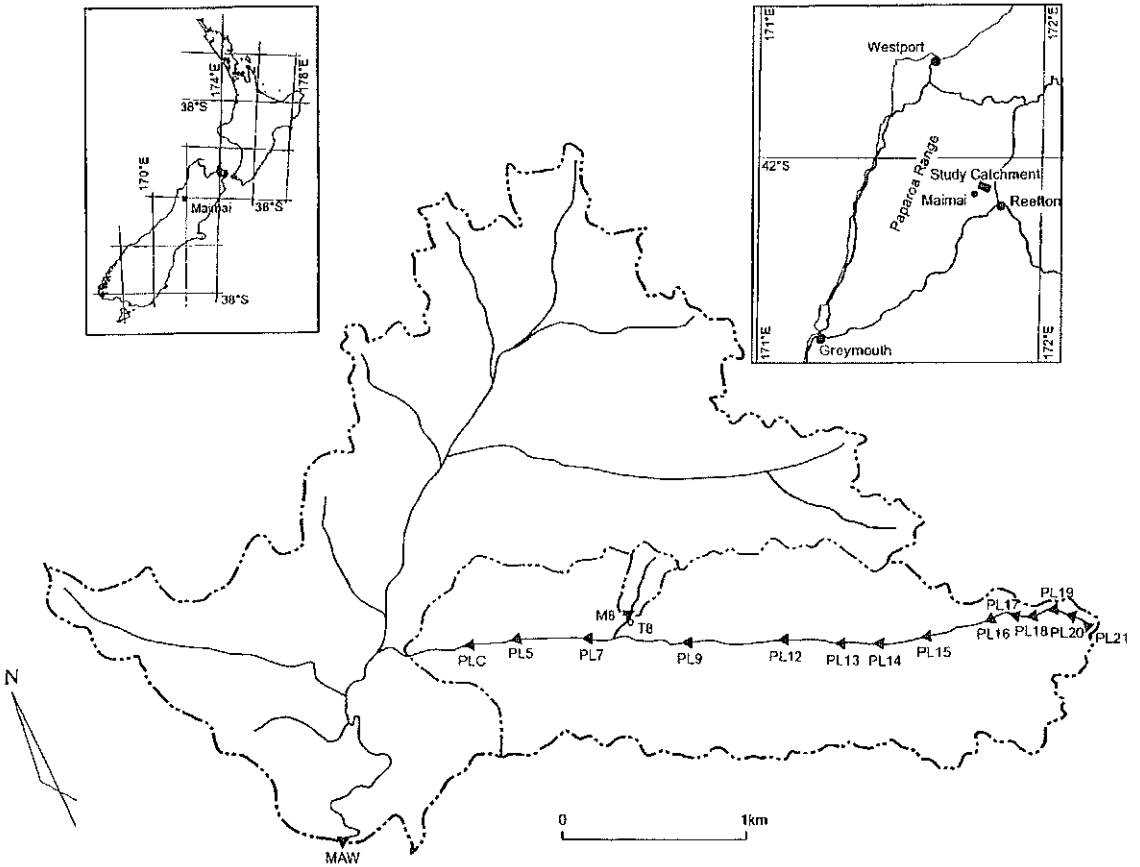 174°E
178°E
38°S
170°E
Maimai
38°S
38°S
171°E
172°E
Westport
42°S
Paparoa Range
Study Catchment
Maimai
Reefton
171°E
172°E
Greymouth
M8
T8
PLC
PL5
PL7
PL9
PL12
PL13
PL14
PL15
PL16
PL17
PL18
PL19
PL20
PL21
N
0
1km
MAW